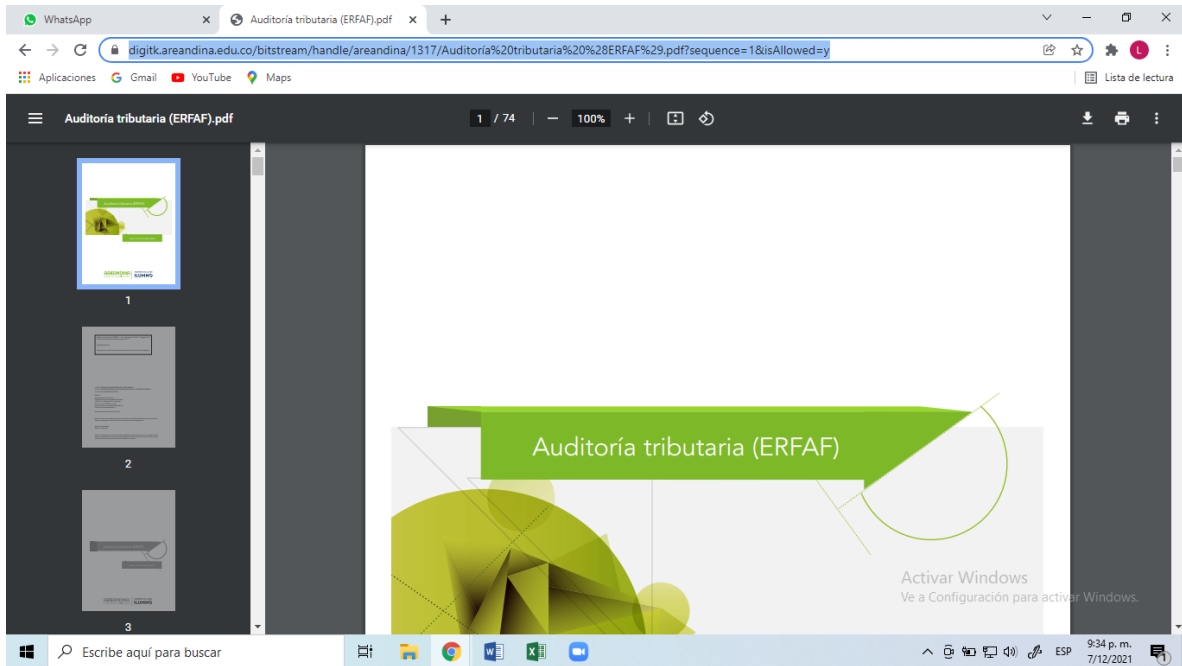 WhatsApp
Auditoría tributaria (ERFAF).pdf
digitk.areandina.edu.co/bitstream/handle/areandina/1317/Auditoría%20tributaria%20%28ERFAF%29.pdf?sequence=1&isAllowed=y
L
Aplicaciones Gmail YouTube Maps Lista de lectura
Auditoría tributaria (ERFAF).pdf
1 / 74 100%
1
2
3
Auditoría tributaria (ERFAF)
Activar Windows
Ve a Configuración para activar Windows.
Escribe aquí para buscar
ESP
9:34 p. m.
7/12/2021
1